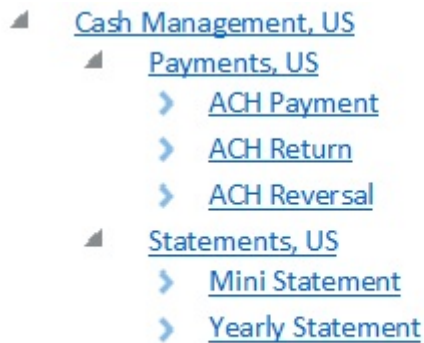 Cash Management, US
Payments, US
ACH Payment
ACH Return
ACH Reversal
Statements, US
Mini Statement
Yearly Statement